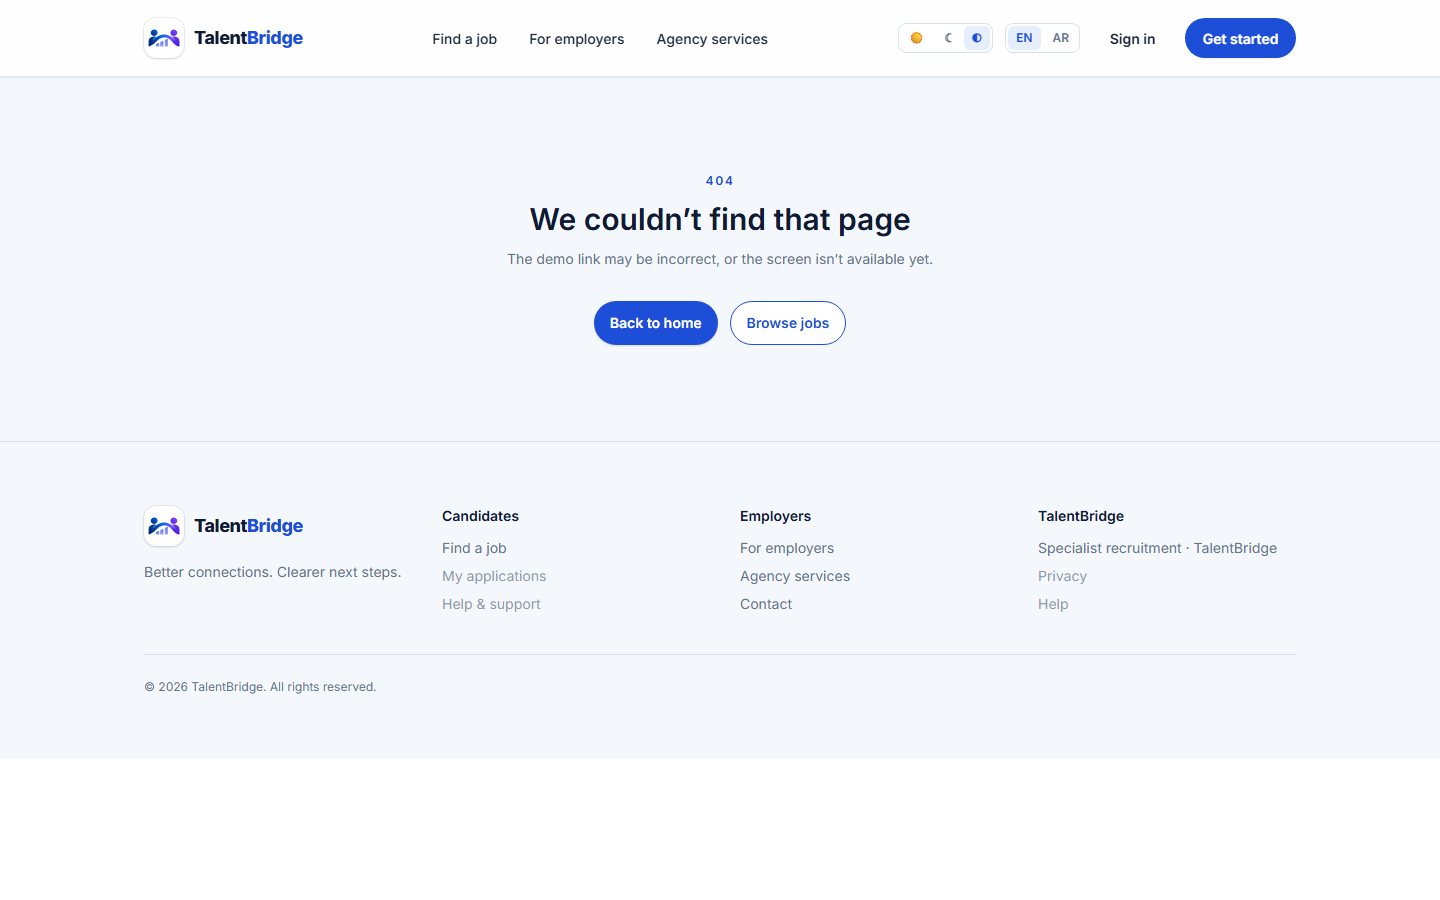 TalentBridge
Find a job
For employers
Agency services
EN
AR
Sign in
Get started
404
We couldn’t find that page
The demo link may be incorrect, or the screen isn’t available yet.
Back to home
Browse jobs
TalentBridge
Better connections. Clearer next steps.
Candidates
Find a job
My applications
Help & support
Employers
For employers
Agency services
Contact
TalentBridge
Specialist recruitment · TalentBridge
Privacy
Help
© 2026 TalentBridge. All rights reserved.